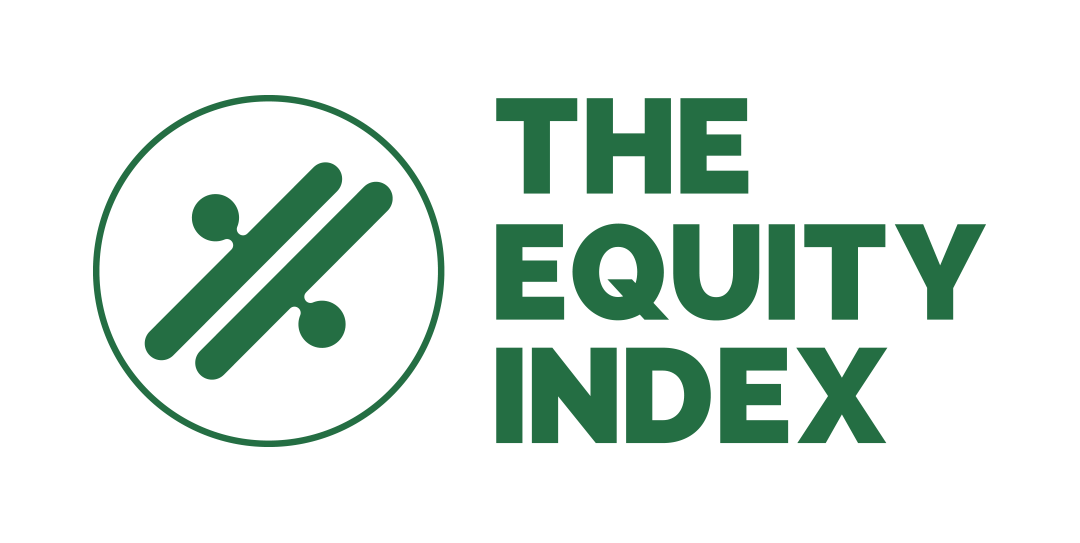 THE
EQUITY
INDEX